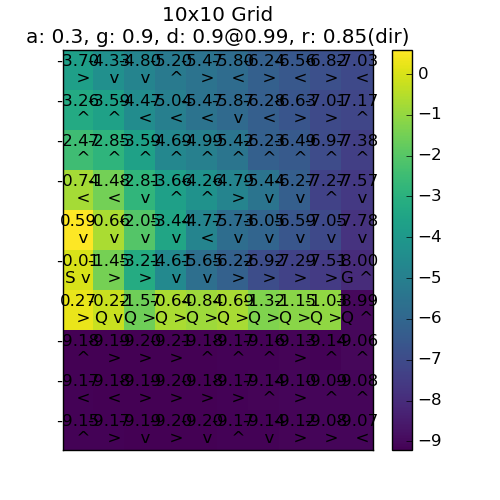 10x10 Grid
a: 0.3, g: 0.9, d: 0.9@0.99, r: 0.85(dir)
-3.70 -4.33 -4.80 -5.20 -5.47 -5.80 -6.24 -6.56 -6.82 -7.03
> v v ^ > < > < > <
-3.26 -3.59 -4.47 -5.04 -5.47 -5.87 -6.28 -6.63 -7.01 -7.17
^ ^ < < < v < > > ^
-2.47 -2.85 -3.59 -4.69 -4.99 -5.42 -6.23 -6.49 -6.97 -7.38
^ ^ ^ ^ ^ ^ ^ ^ ^ ^
-0.74 -1.48 -2.81 -3.66 -4.26 -4.79 -5.44 -6.27 -7.27 -7.57
< < v ^ ^ > v v ^ ^
0.59 -0.66 -2.05 -3.44 -4.77 -5.73 -6.05 -6.59 -7.05 -7.78
v v v v < v v v v ^
-0.01 -1.45 -3.21 -4.61 -5.65 -6.22 -6.92 -7.29 -7.51 -8.00
S v > > v v > > > > G ^
0.27 -0.22 -1.57 -0.64 -0.84 -0.69 -1.32 -1.15 -1.03 -8.99
> Q v Q > Q > Q > Q > Q > Q > Q > Q ^
-9.18 -9.19 -9.20 -9.21 -9.18 -9.17 -9.16 -9.13 -9.14 -9.06
^ > > > ^ ^ ^ > > ^
-9.17 -9.18 -9.19 -9.20 -9.18 -9.17 -9.14 -9.10 -9.09 -9.08
< < > > > > ^ > ^ ^
-9.15 -9.17 -9.19 -9.20 -9.20 -9.17 -9.14 -9.12 -9.08 -9.07
^ > v > v ^ v > > <
0
−1
−2
−3
−4
−5
−6
−7
−8
−9